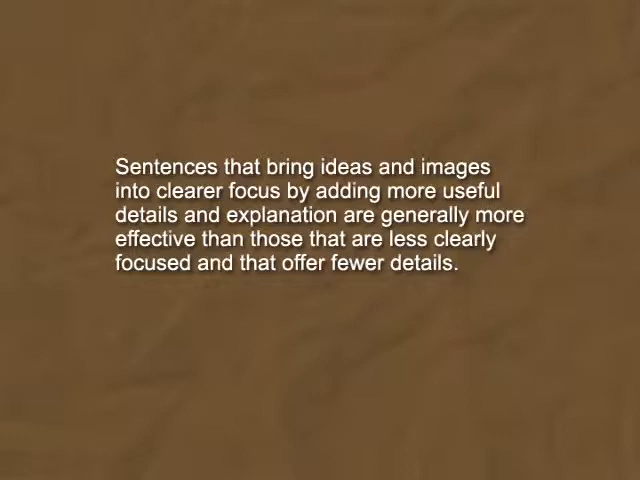 Sentences that bring ideas and images
into clearer focus by adding more useful
details and explanation are generally more
effective than those that are less clearly
focused and that offer fewer details.